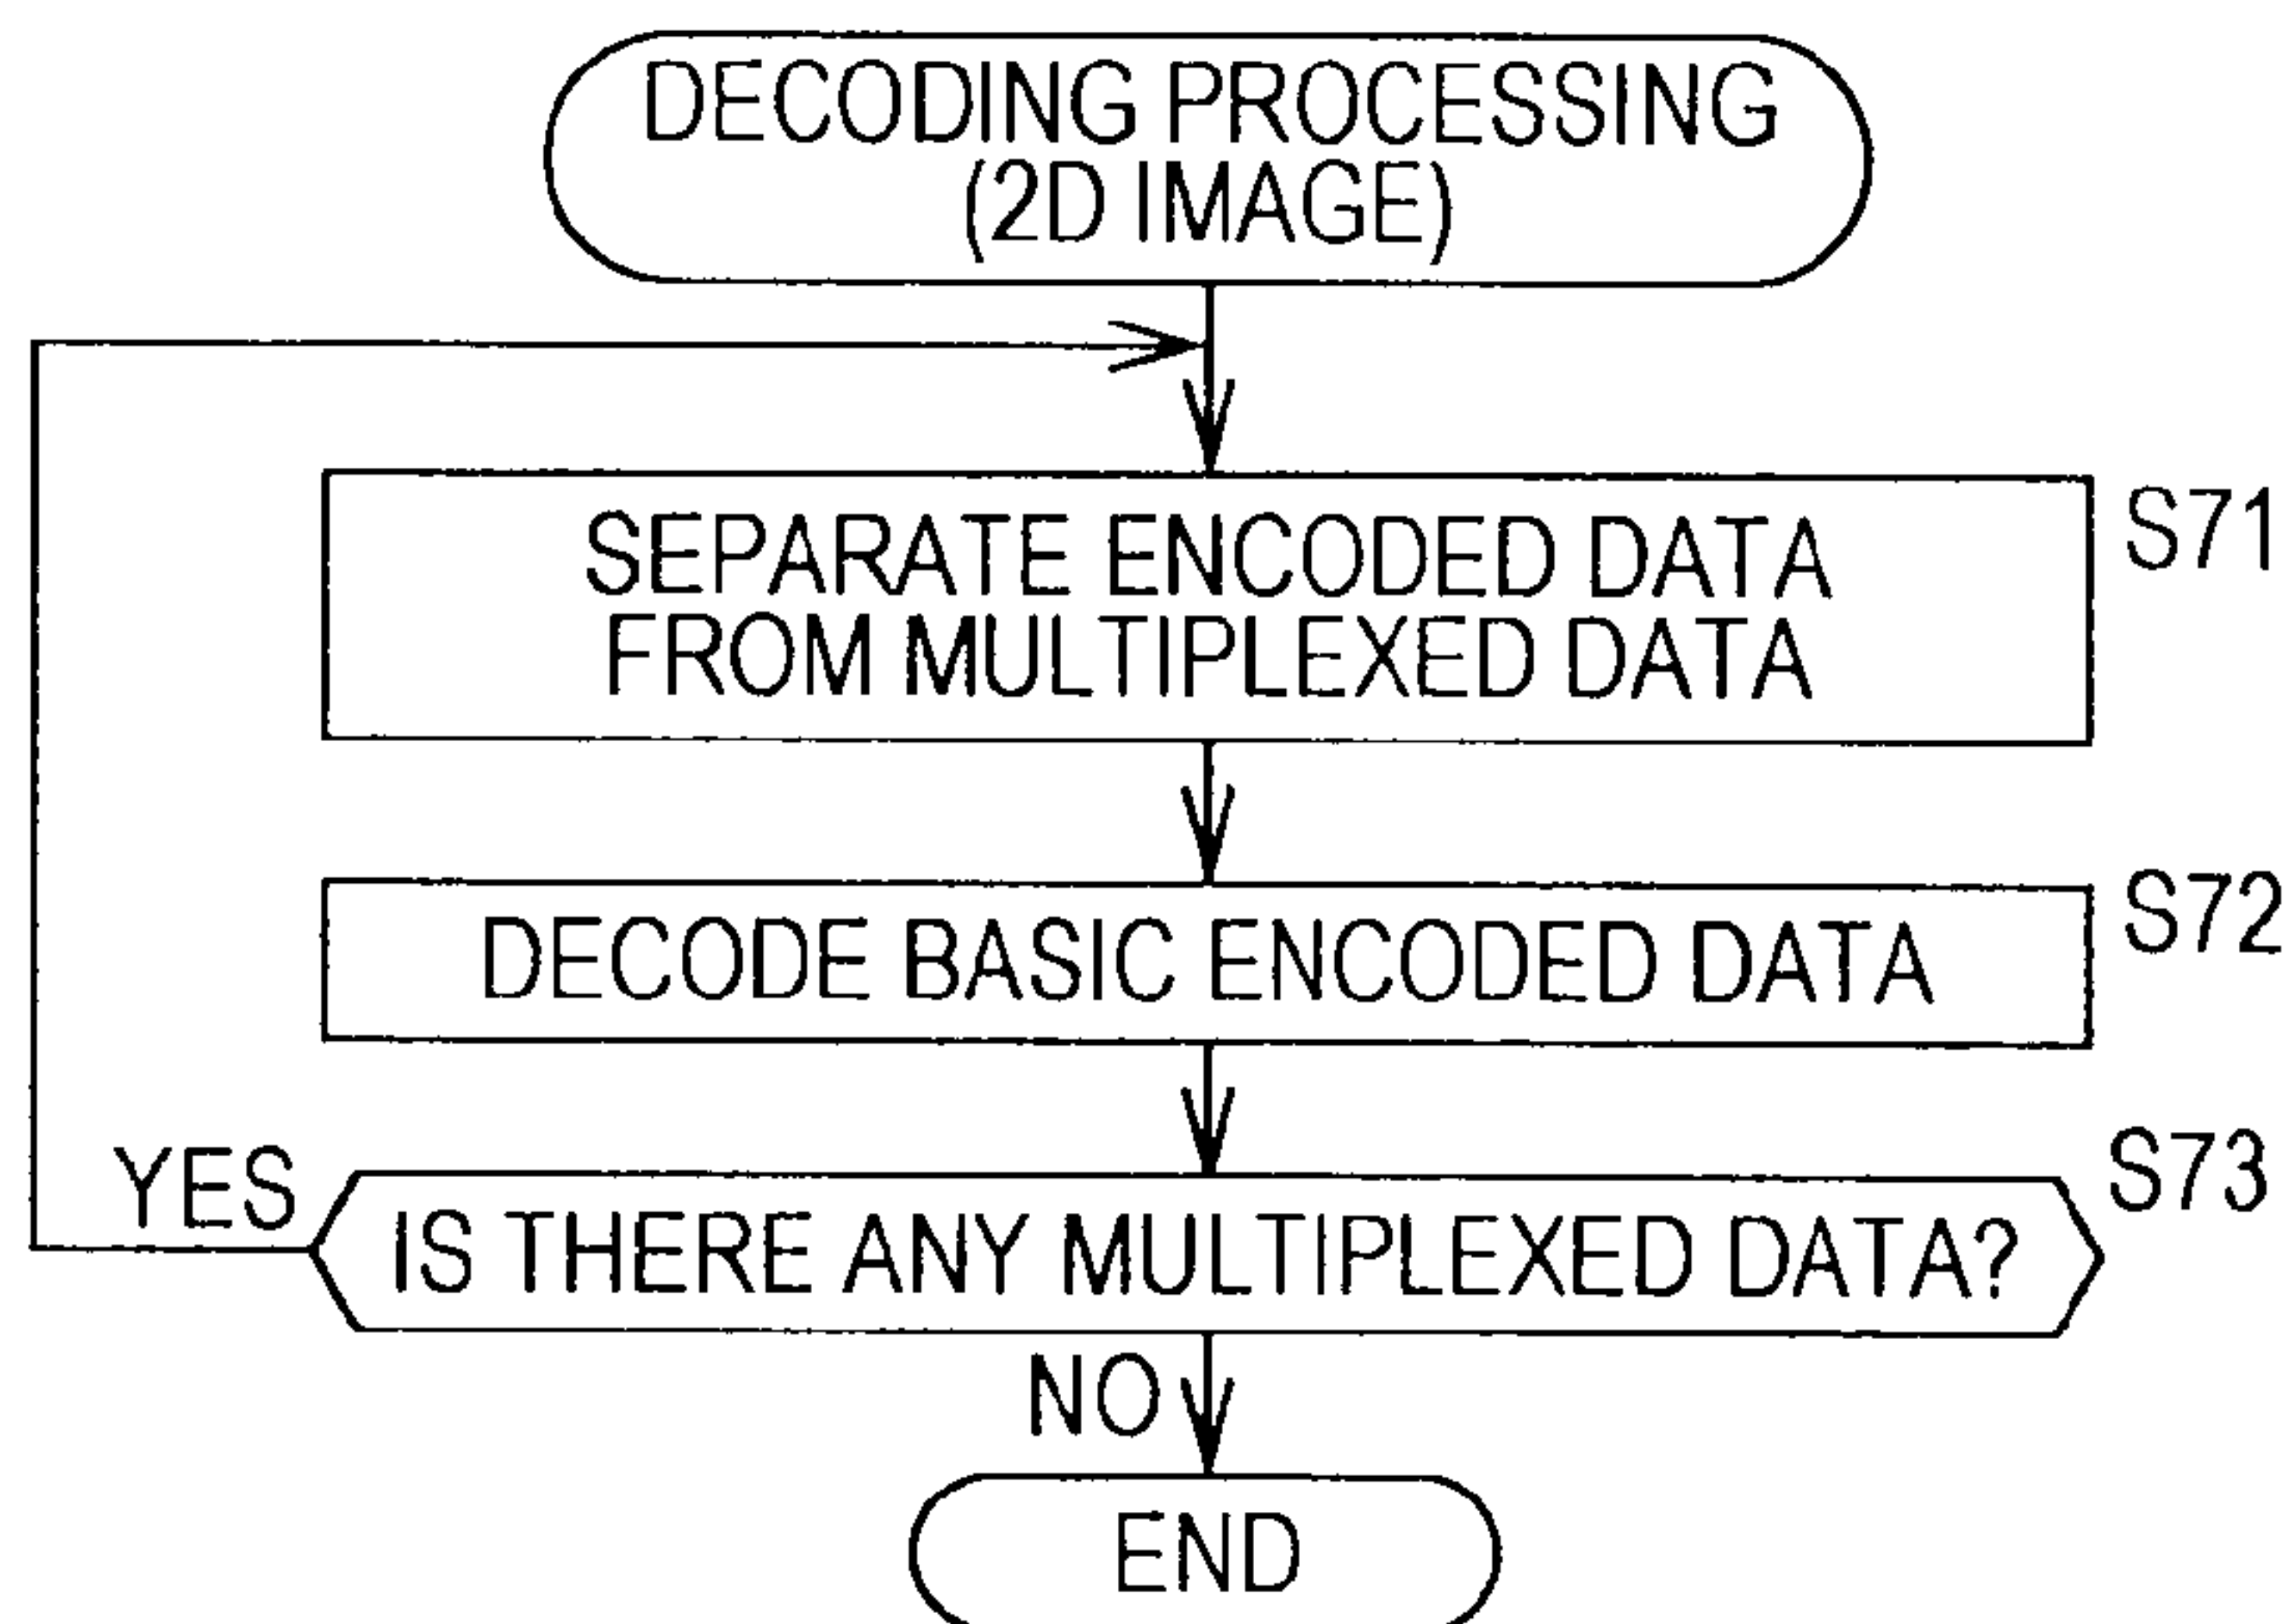 DECODING PROCESSING
(2D IMAGE)
SEPARATE ENCODED DATA
FROM MULTIPLEXED DATA
S71
DECODE BASIC ENCODED DATA
S72
YES
IS THERE ANY MULTIPLEXED DATA?
S73
NO
END